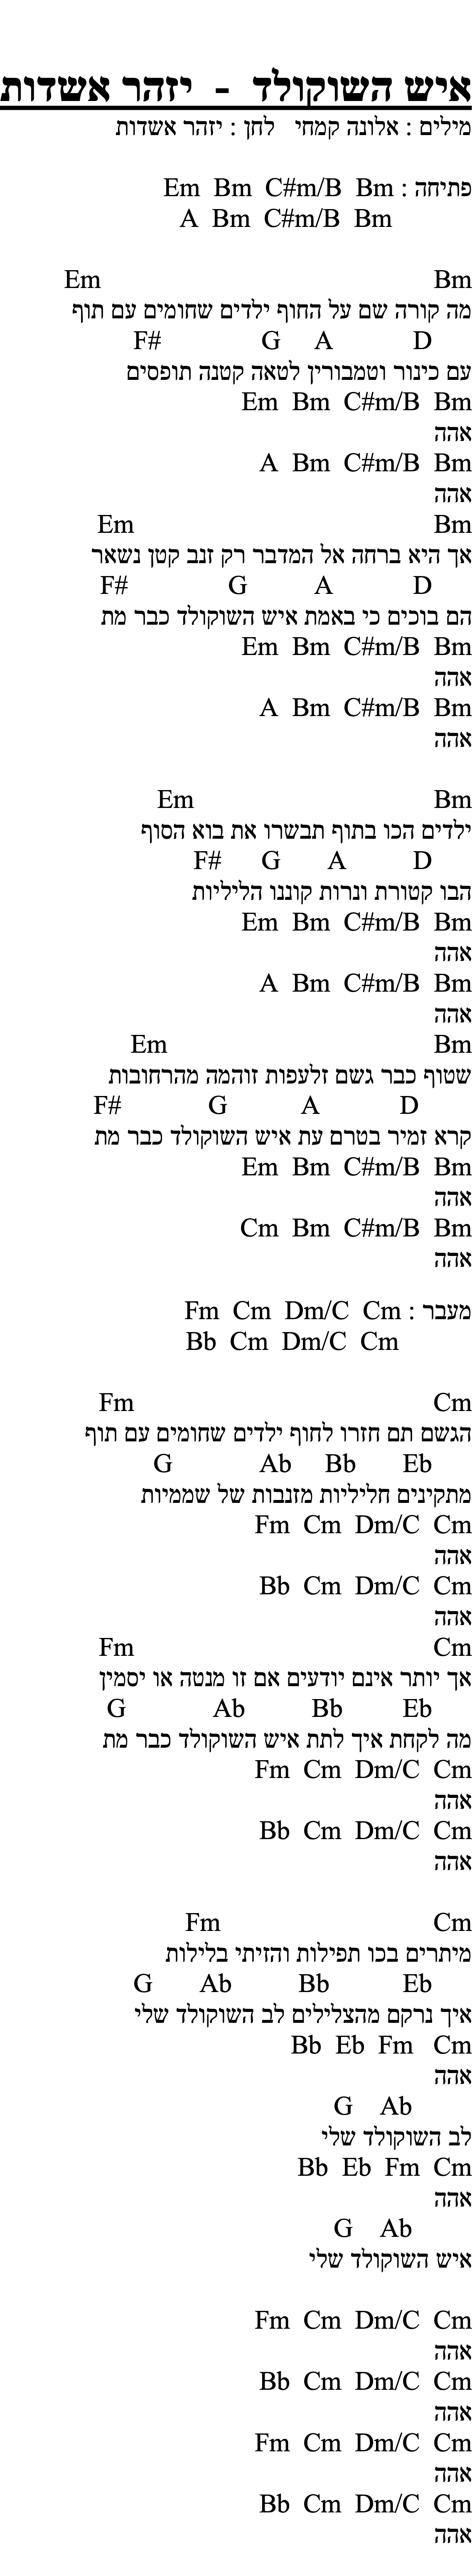 איש השוקולד - יזהר אשדות
מילים : אלונה קמחי   לחן : יזהר אשדות
פתיחה : Em  Bm  C#m/B  Bm
A  Bm  C#m/B  Bm
Em Bm
מה קורה שם על החוף ילדים שחומים עם תוף
F# G A D
עם כינור וטמבורין לטאה קטנה תופסים
Em  Bm  C#m/B  Bm
אהה
A  Bm  C#m/B  Bm
אהה
Em Bm
אך היא ברחה אל המדבר רק זנב קטן נשאר
F# G A D
הם בוכים כי באמת איש השוקולד כבר מת
Em  Bm  C#m/B  Bm
אהה
A  Bm  C#m/B  Bm
אהה
Em Bm
ילדים הכו בתוף תבשרו את בוא הסוף
F# G A D
הבו קטורת ונרות קוננו הליליות
Em  Bm  C#m/B  Bm
אהה
A  Bm  C#m/B  Bm
אהה
Em Bm
שטוף כבר גשם זלעפות זוהמה מהרחובות
F# G A D
קרא זמיר בטרם עת איש השוקולד כבר מת
Em  Bm  C#m/B  Bm
אהה
Cm  Bm  C#m/B  Bm
אהה
מעבר : Fm  Cm  Dm/C  Cm
Bb  Cm  Dm/C  Cm
Fm Cm
הגשם תם חזרו לחוף ילדים שחומים עם תוף
G Ab Bb Eb
מתקינים חליליות מזנבות של שממיות
Fm  Cm  Dm/C  Cm
אהה
Bb  Cm  Dm/C  Cm
אהה
Fm Cm
אך יותר אינם יודעים אם זו מנטה או יסמין
G Ab Bb Eb
מה לקחת איך לתת איש השוקולד כבר מת
Fm  Cm  Dm/C  Cm
אהה
Bb  Cm  Dm/C  Cm
אהה
Fm Cm
מיתרים בכו תפילות והזיתי בלילות
G Ab Bb Eb
איך נרקם מהצלילים לב השוקולד שלי
Bb  Eb  Fm  Cm
אהה
G Ab
לב השוקולד שלי
Bb  Eb  Fm  Cm
אהה
G Ab
איש השוקולד שלי
Fm  Cm  Dm/C  Cm
אהה
Bb  Cm  Dm/C  Cm
אהה
Fm  Cm  Dm/C  Cm
אהה
Bb  Cm  Dm/C  Cm
אהה